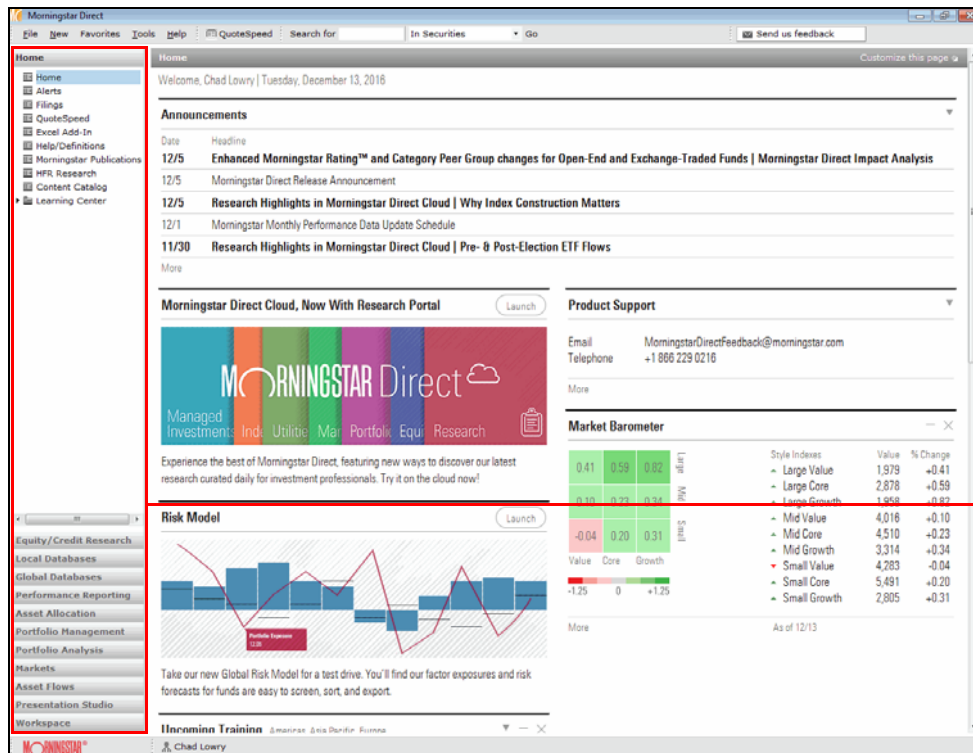 Morningstar Direct
File New Favorites Tools Help QuoteSpeed Search for In Securities Go Send us feedback
Home
Home
Alerts
Filings
QuoteSpeed
Excel Add-In
Help/Definitions
Morningstar Publications
HFR Research
Content Catalog
Learning Center
Equity/Credit Research
Local Databases
Global Databases
Performance Reporting
Asset Allocation
Portfolio Management
Portfolio Analysis
Markets
Asset Flows
Presentation Studio
Workspace
Home Customize this page
Welcome, Chad Lowry | Tuesday, December 13, 2016
Announcements
Date Headline
12/5 Enhanced Morningstar Rating™ and Category Peer Group changes for Open-End and Exchange-Traded Funds | Morningstar Direct Impact Analysis
12/5 Morningstar Direct Release Announcement
12/5 Research Highlights in Morningstar Direct Cloud | Why Index Construction Matters
12/1 Morningstar Monthly Performance Data Update Schedule
11/30 Research Highlights in Morningstar Direct Cloud | Pre- & Post-Election ETF Flows
More
Morningstar Direct Cloud, Now With Research Portal Launch
MORNINGSTAR Direct
Managed
Investments Inde Utilitie Mar Portfolio Equi Research
Experience the best of Morningstar Direct, featuring new ways to discover our latest
research curated daily for investment professionals. Try it on the cloud now!
Risk Model Launch
Portfolio Exposure
12.08
Take our new Global Risk Model for a test drive. You'll find our factor exposures and risk
forecasts for funds are easy to screen, sort, and export.
Upcoming Training Americas Asia Pacific Europe
Product Support
Email MorningstarDirectFeedback@morningstar.com
Telephone +1 866 229 0216
More
Market Barometer
0.41 0.59 0.82 Large
0.10 0.23 0.34 Mid
-0.04 0.20 0.31 Small
Value Core Growth
-1.25 0 +1.25
Style Indexes Value % Change
Large Value 1,979 +0.41
Large Core 2,878 +0.59
Large Growth 1,958 +0.82
Mid Value 4,016 +0.10
Mid Core 4,510 +0.23
Mid Growth 3,314 +0.34
Small Value 4,283 -0.04
Small Core 5,491 +0.20
Small Growth 2,805 +0.31
More As of 12/13
MORNINGSTAR® Chad Lowry